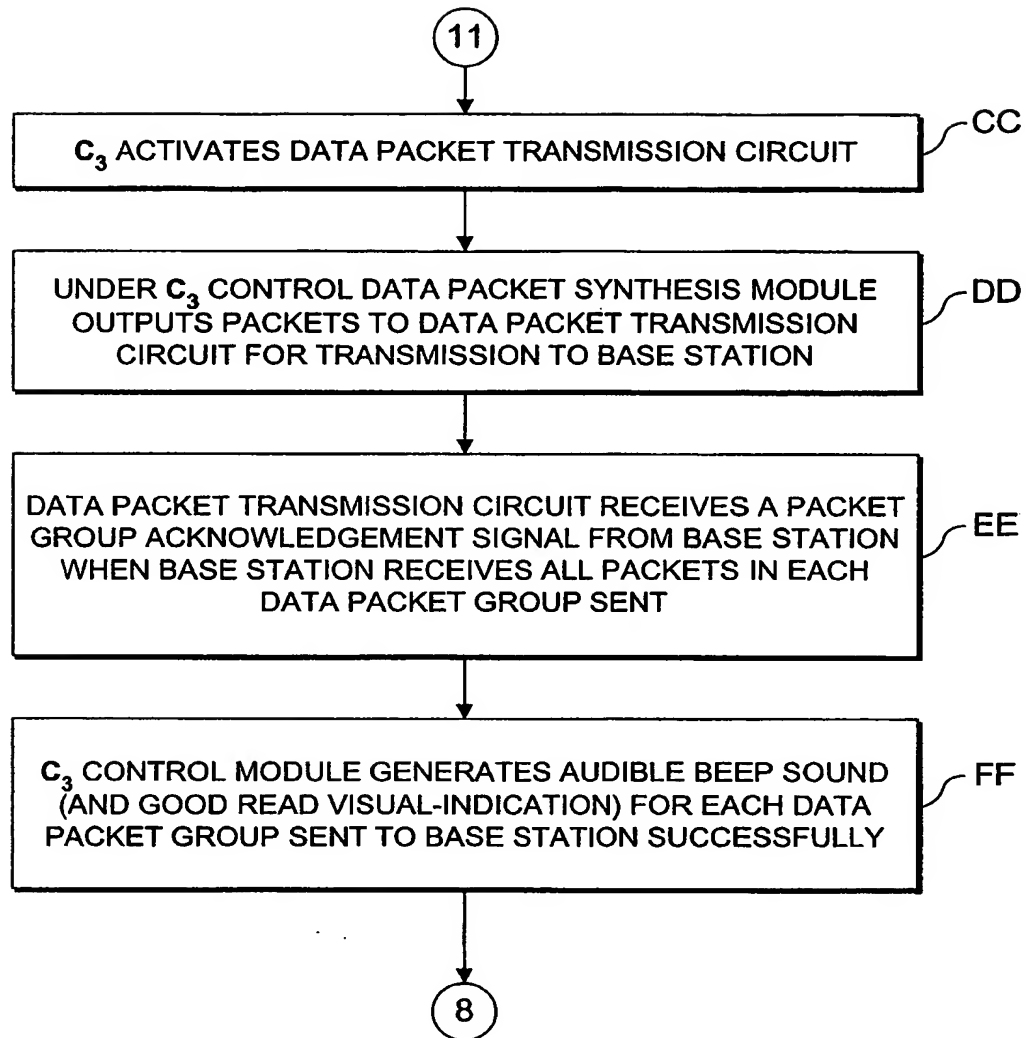 11
C₃ ACTIVATES DATA PACKET TRANSMISSION CIRCUIT
CC
UNDER C₃ CONTROL DATA PACKET SYNTHESIS MODULE
OUTPUTS PACKETS TO DATA PACKET TRANSMISSION
CIRCUIT FOR TRANSMISSION TO BASE STATION
DD
DATA PACKET TRANSMISSION CIRCUIT RECEIVES A PACKET
GROUP ACKNOWLEDGEMENT SIGNAL FROM BASE STATION
WHEN BASE STATION RECEIVES ALL PACKETS IN EACH
DATA PACKET GROUP SENT
EE
C₃ CONTROL MODULE GENERATES AUDIBLE BEEP SOUND
(AND GOOD READ VISUAL-INDICATION) FOR EACH DATA
PACKET GROUP SENT TO BASE STATION SUCCESSFULLY
FF
8